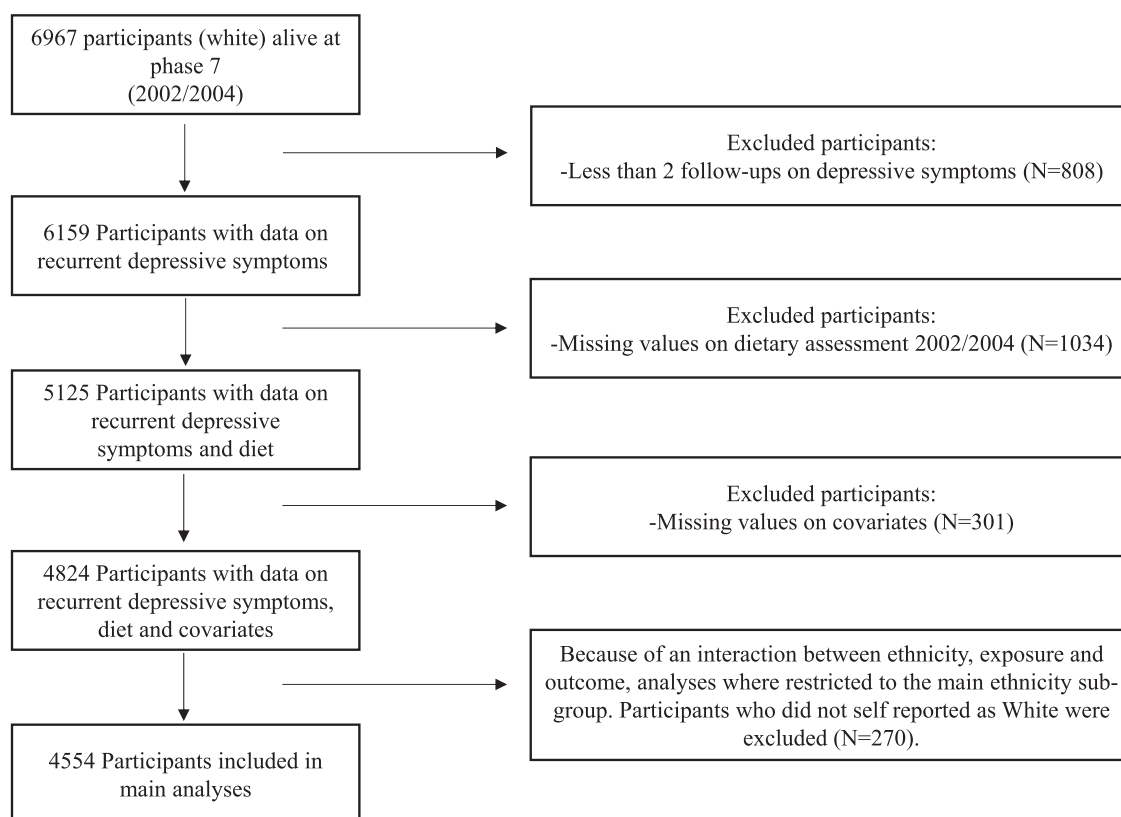 6967 participants (white) alive at
phase 7
(2002/2004)
Excluded participants:
-Less than 2 follow-ups on depressive symptoms (N=808)
6159 Participants with data on
recurrent depressive symptoms
Excluded participants:
-Missing values on dietary assessment 2002/2004 (N=1034)
5125 Participants with data on
recurrent depressive
symptoms and diet
Excluded participants:
-Missing values on covariates (N=301)
4824 Participants with data on
recurrent depressive symptoms,
diet and covariates
Because of an interaction between ethnicity, exposure and
outcome, analyses where restricted to the main ethnicity sub-
group. Participants who did not self reported as White were
excluded (N=270).
4554 Participants included in
main analyses